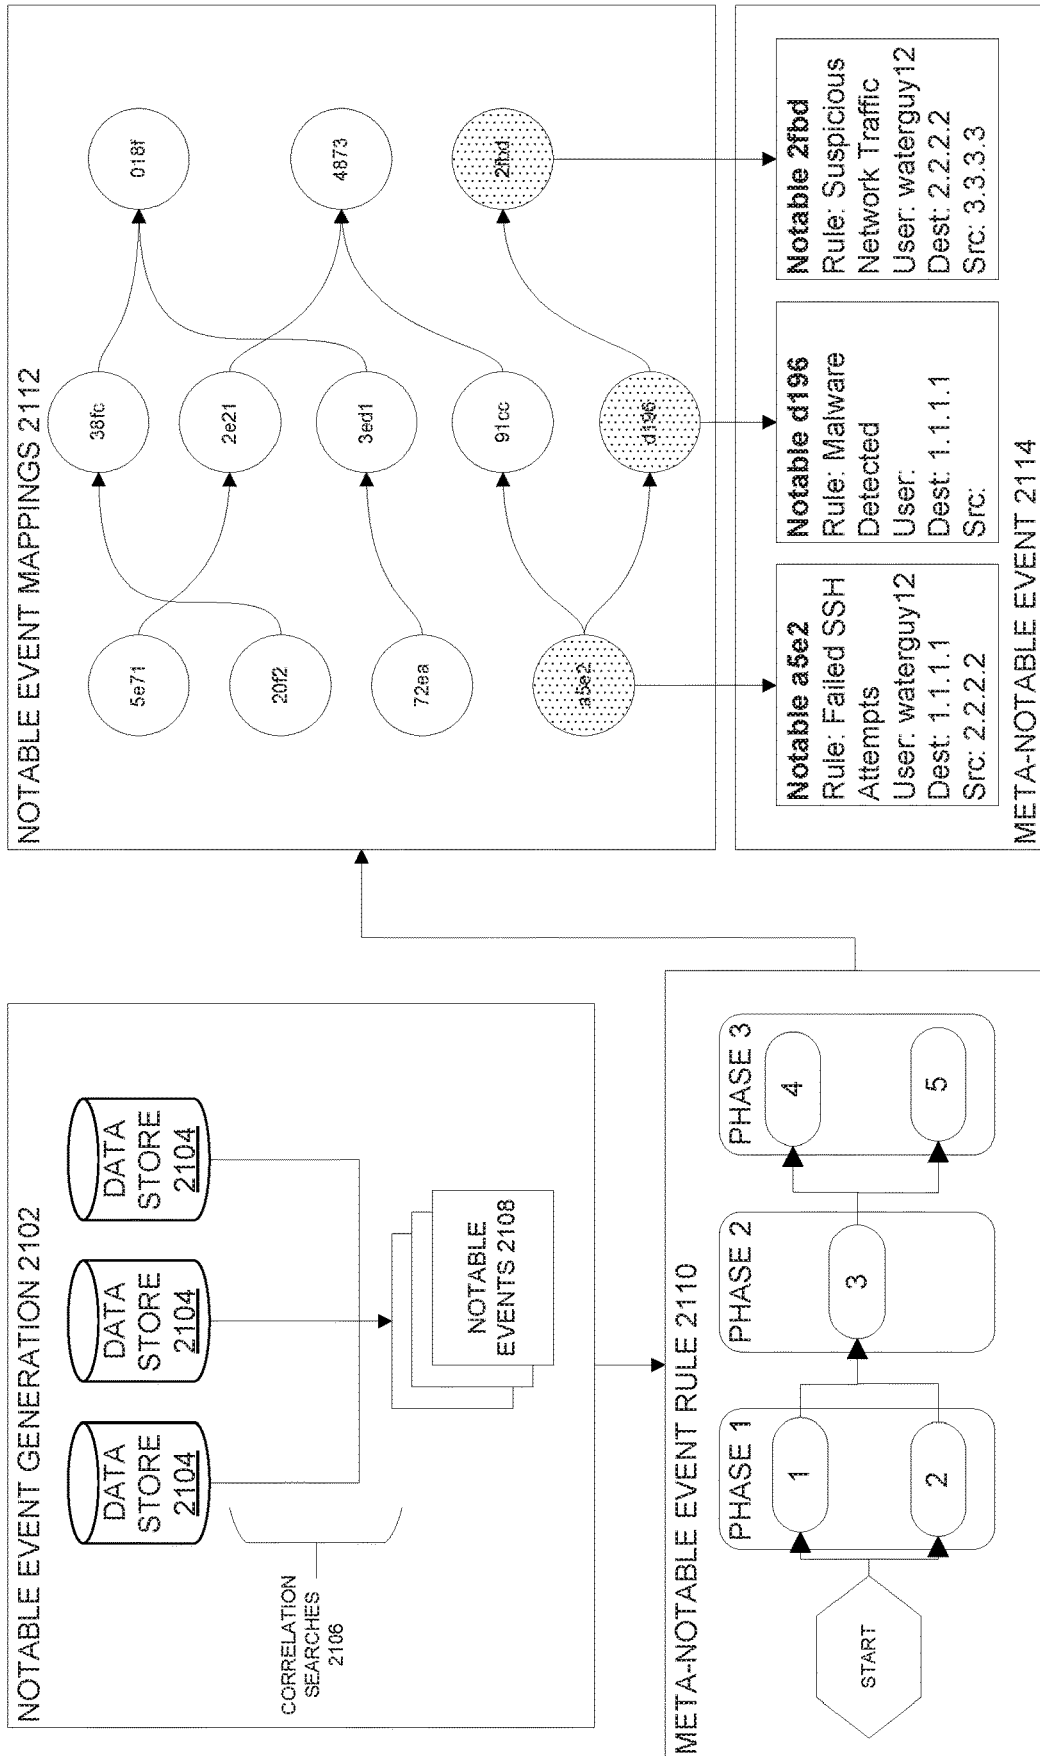 NOTABLE EVENT GENERATION 2102
DATA
STORE
2104
DATA
STORE
2104
DATA
STORE
2104
CORRELATION
SEARCHES
2106
NOTABLE
EVENTS 2108
META-NOTABLE EVENT RULE 2110
START
PHASE 1
1
2
PHASE 2
3
PHASE 3
4
5
NOTABLE EVENT MAPPINGS 2112
5e71
20f2
72ea
a5e2
38fc
2e21
3ed1
91cc
d196
018f
4873
2fbd
Notable a5e2
Rule: Failed SSH
Attempts
User: waterguy12
Dest: 1.1.1.1
Src: 2.2.2.2
Notable d196
Rule: Malware
Detected
User:
Dest: 1.1.1.1
Src:
Notable 2fbd
Rule: Suspicious
Network Traffic
User: waterguy12
Dest: 2.2.2.2
Src: 3.3.3.3
META-NOTABLE EVENT 2114